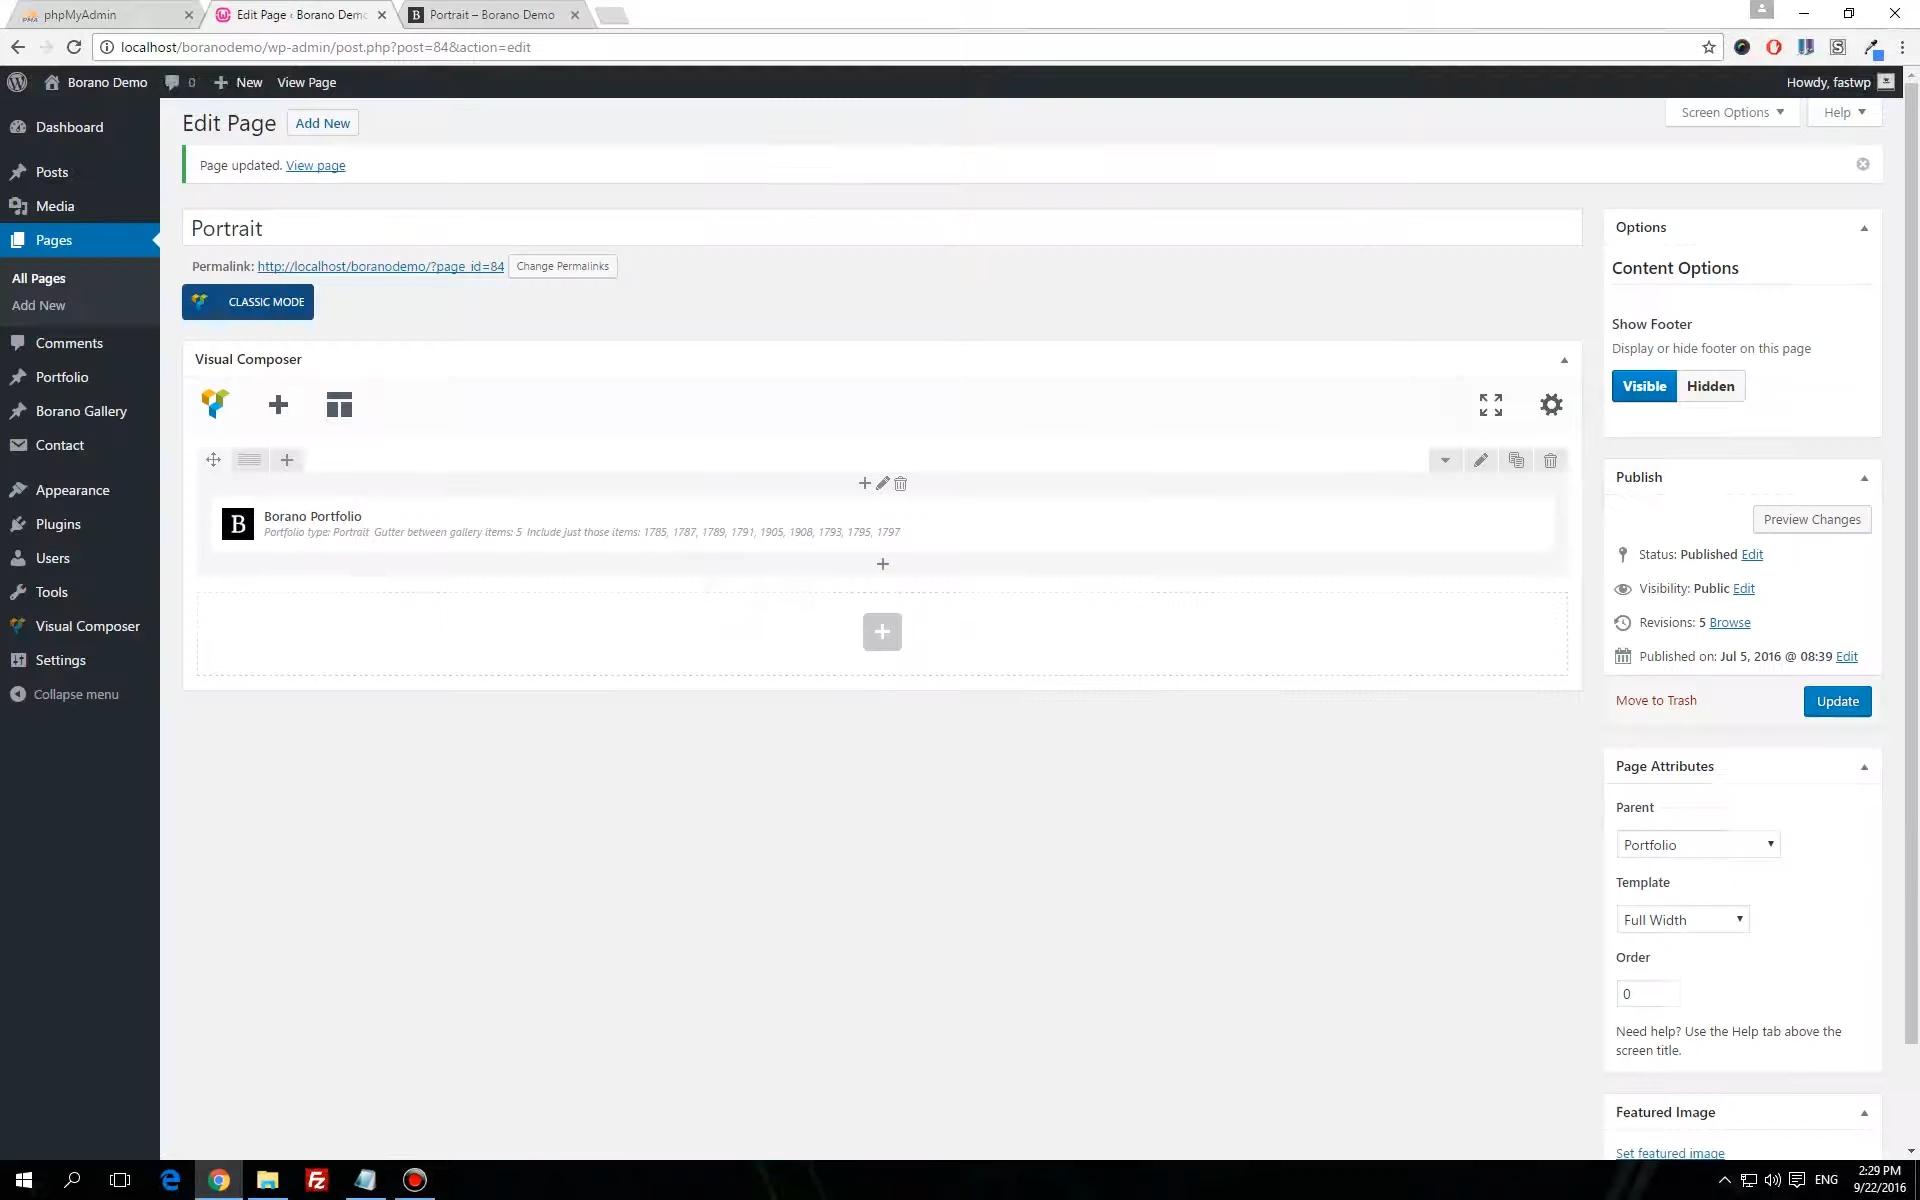 phpMyAdmin
Edit Page ‹ Borano Demo
Portrait – Borano Demo
localhost/boranodemo/wp-admin/post.php?post=84&action=edit
Borano Demo
0
New
View Page
Howdy, fastwp
Dashboard
Posts
Media
Pages
All Pages
Add New
Comments
Portfolio
Borano Gallery
Contact
Appearance
Plugins
Users
Tools
Visual Composer
Settings
Collapse menu
Edit Page
Add New
Screen Options
Help
Page updated. View page
Portrait
Permalink: http://localhost/boranodemo/?page_id=84
Change Permalinks
CLASSIC MODE
Visual Composer
B
Borano Portfolio
Portfolio type: Portrait Gutter between gallery items: 5 Include just those items: 1785, 1787, 1789, 1791, 1905, 1908, 1793, 1795, 1797
Options
Content Options
Show Footer
Display or hide footer on this page
Visible
Hidden
Publish
Preview Changes
Status: Published Edit
Visibility: Public Edit
Revisions: 5 Browse
Published on: Jul 5, 2016 @ 08:39 Edit
Move to Trash
Update
Page Attributes
Parent
Portfolio
Template
Full Width
Order
0
Need help? Use the Help tab above the
screen title.
Featured Image
Set featured image
ENG
2:29 PM
9/22/2016